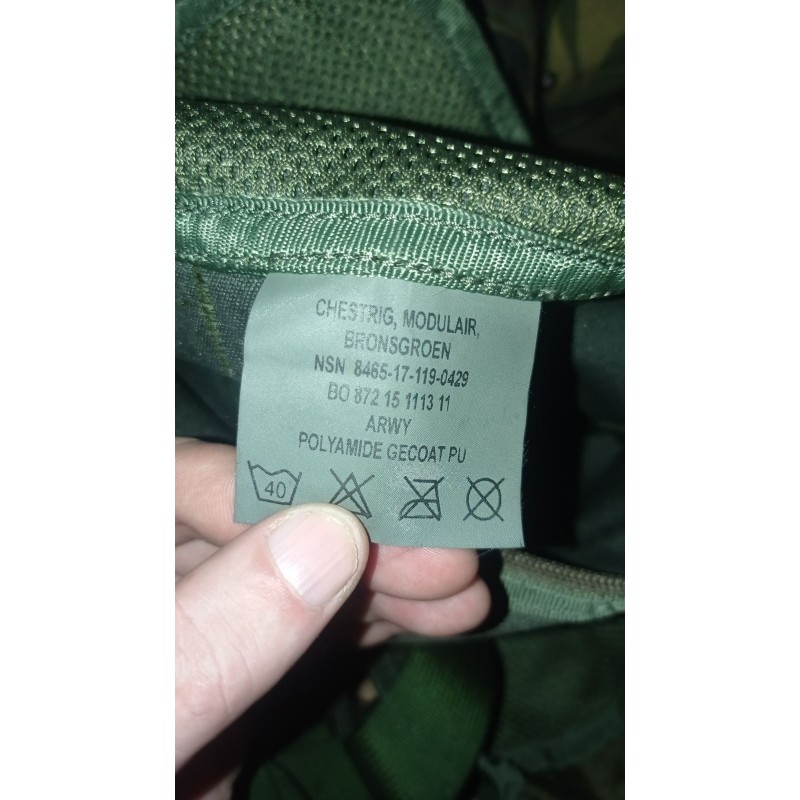 CHESTRIG, MODULAIR,
BRONSGROEN
NSN 8465-17-119-0429
BO 872 15 1113 11
ARWY
POLYAMIDE GECOAT PU
40